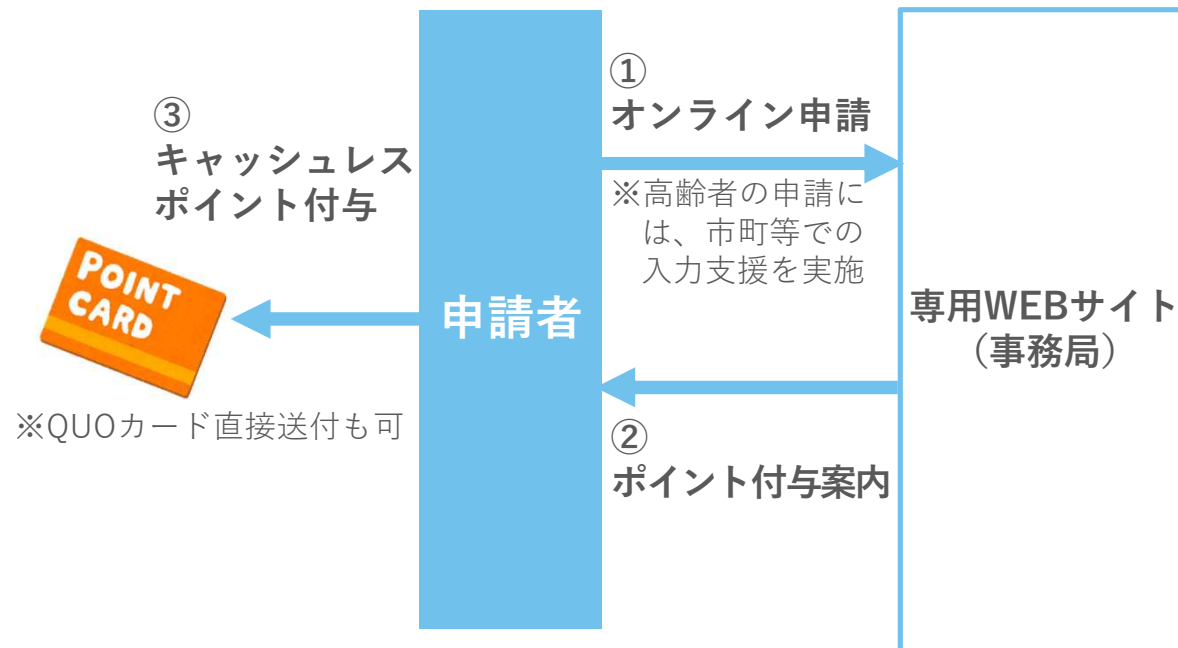 ③
キャッシュレス
ポイント付与
POINT
CARD
※QUOカード直接送付も可
申請者
①
オンライン申請
※高齢者の申請に
は、市町等での
入力支援を実施
②
ポイント付与案内
専用WEBサイト
（事務局）